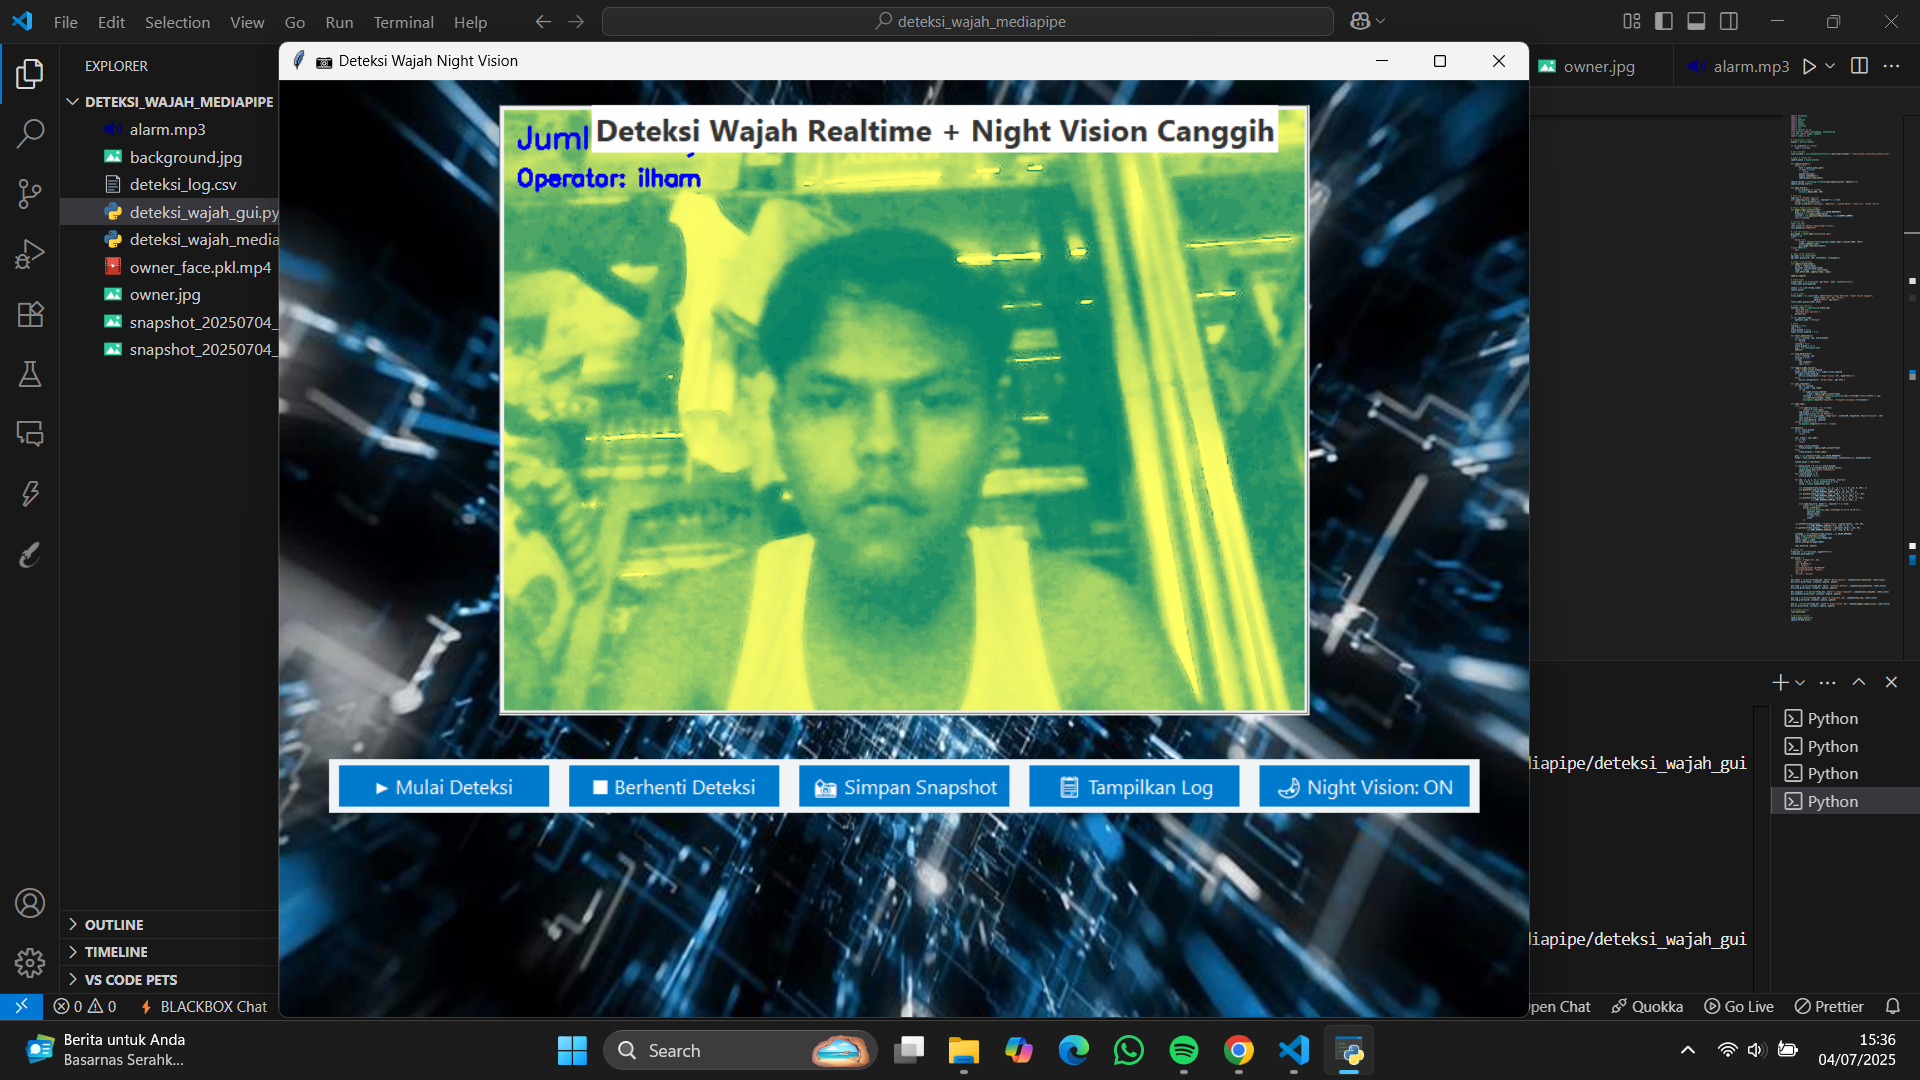 File Edit Selection View Go Run Terminal Help
deteksi_wajah_mediapipe
EXPLORER
DETEKSI_WAJAH_MEDIAPIPE
alarm.mp3
background.jpg
deteksi_log.csv
deteksi_wajah_gui.py
deteksi_wajah_media
owner_face.pkl.mp4
owner.jpg
snapshot_20250704_
snapshot_20250704_
OUTLINE
TIMELINE
VS CODE PETS
Deteksi Wajah Night Vision
Deteksi Wajah Realtime + Night Vision Canggih
Juml
Operator: ilham
Mulai Deteksi
Berhenti Deteksi
Simpan Snapshot
Tampilkan Log
Night Vision: ON
owner.jpg
alarm.mp3
Python
Python
Python
Python
iapipe/deteksi_wajah_gui
iapipe/deteksi_wajah_gui
0 0 BLACKBOX Chat
pen Chat Quokka Go Live Prettier
Berita untuk Anda
Basarnas Serahk...
Search
15:36
04/07/2025